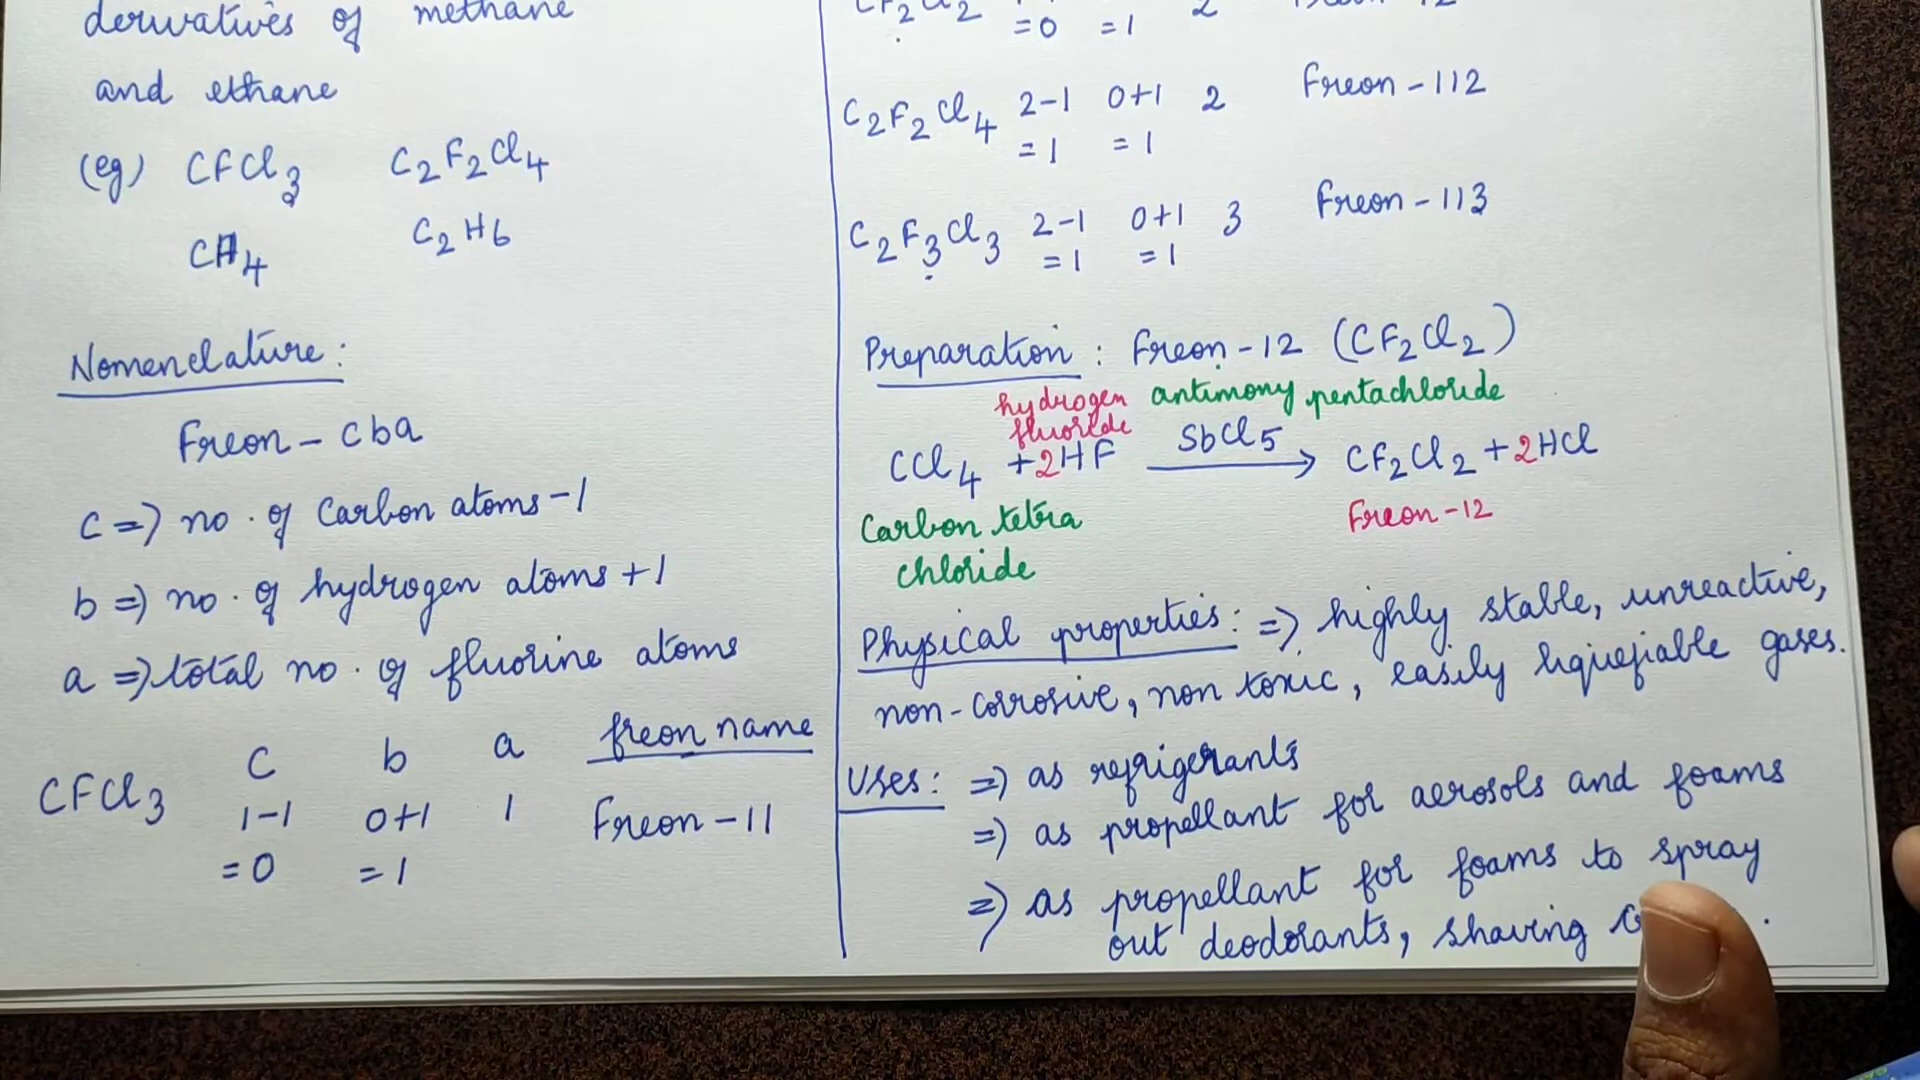 derivatives of methane
and ethane
(eg) CFCl3 C2F2Cl4
CH4 C2H6
Nomenclature:
Freon - cba
c => no. of Carbon atoms-1
b => no. of hydrogen atoms+1
a => total no. of fluorine atoms
c b a freon name
CFCl3 1-1 0+1 1 Freon-11
=0 =1
CF2Cl2 2
=0 =1
C2F2Cl4 2-1 0+1 2 Freon-112
=1 =1
C2F3Cl3 2-1 0+1 3 Freon-113
=1 =1
Preparation: Freon-12 (CF2Cl2)
hydrogen antimony pentachloride
fluoride
CCl4 +2HF SbCl5 → CF2Cl2 +2HCl
Carbon tetra Freon-12
chloride
Physical properties: => highly stable, unreactive,
non-corrosive, non toxic, easily liquefiable gases.
Uses: => as refrigerants
=> as propellant for aerosols and foams
=> as propellant for foams to spray
out deodorants, shaving